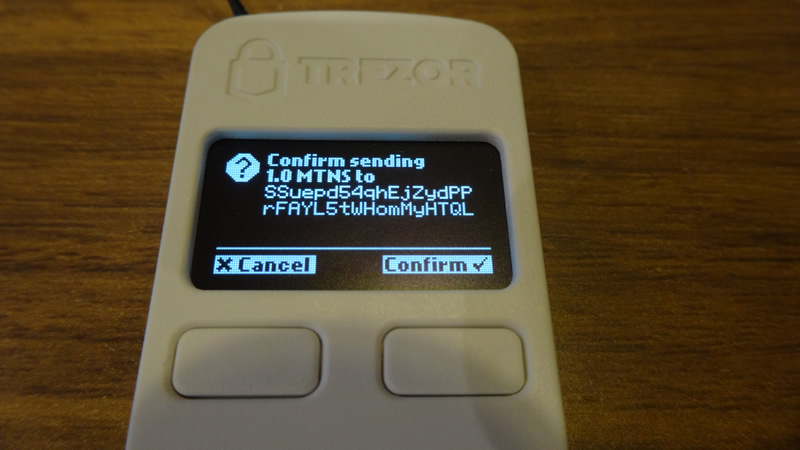 TREZOR
?
Confirm sending
1.0 MTNS to
SSuepd54qhEjZydPP
rFAYL5tWHomMyHTQL
X Cancel
Confirm ✓